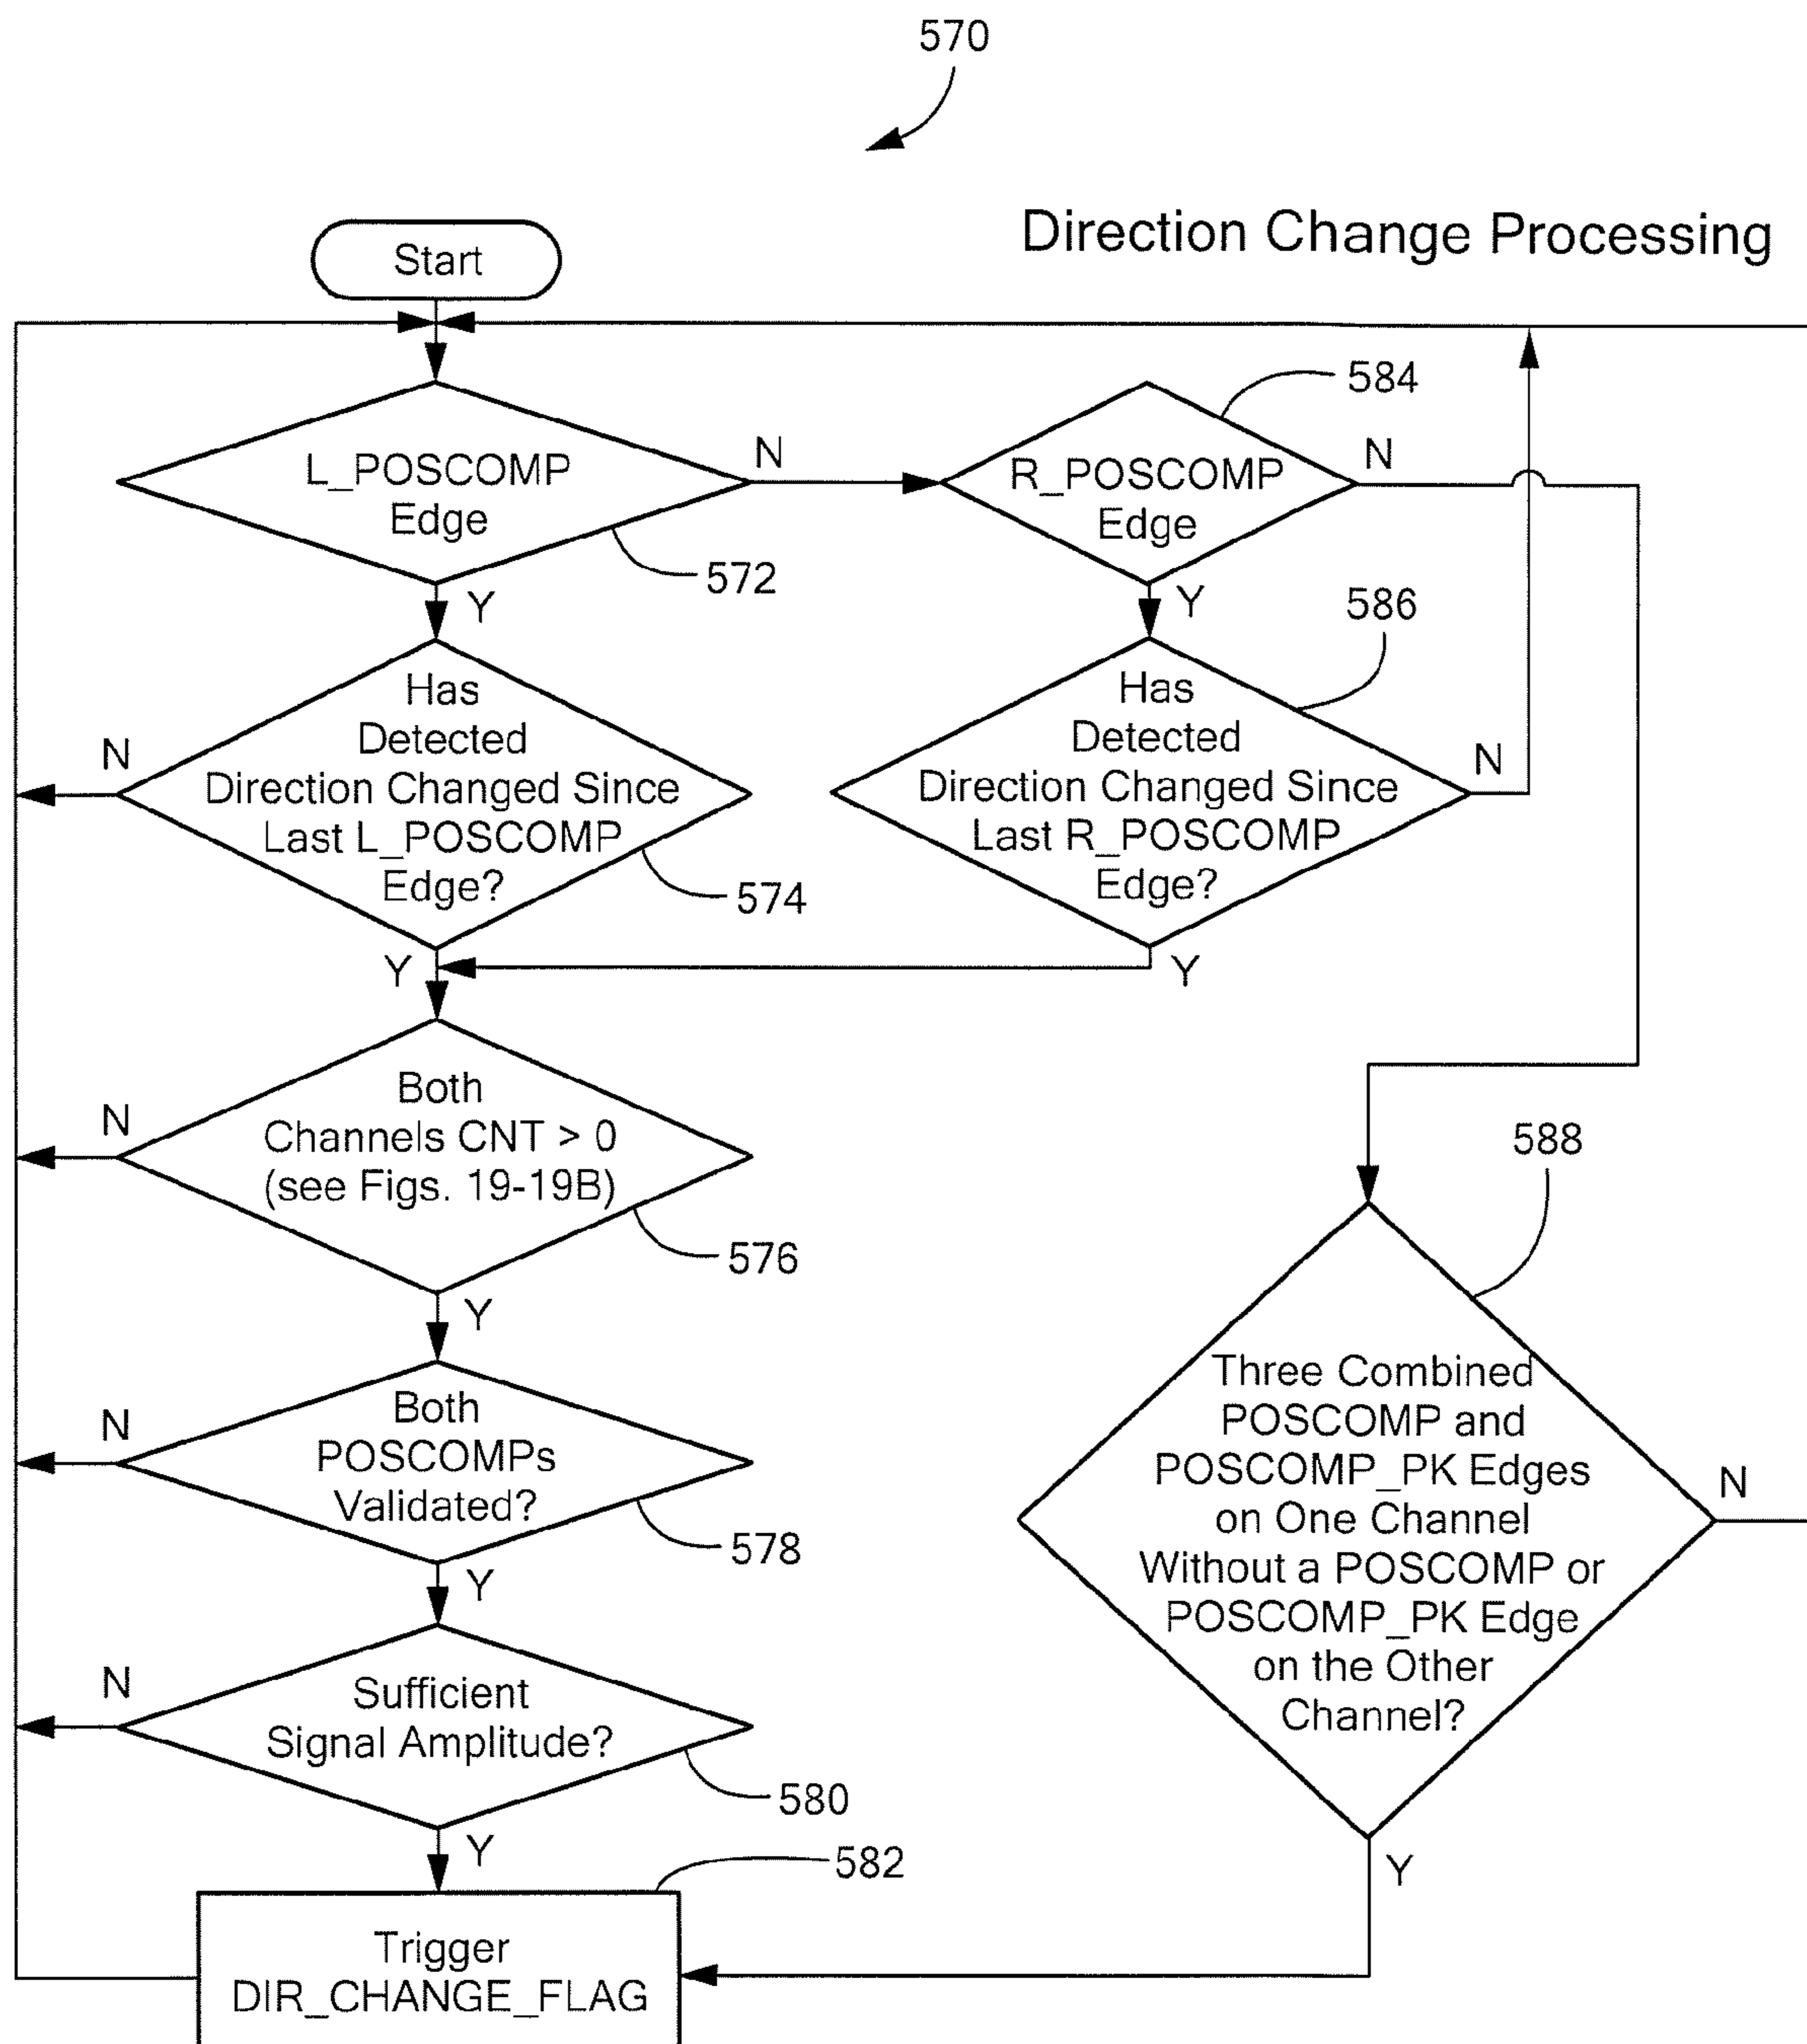 570
Direction Change Processing
Start
L_POSCOMP
Edge
572
N
Y
R_POSCOMP
Edge
584
N
Y
Has
Detected
Direction Changed Since
Last L_POSCOMP
Edge?
574
N
Y
Has
Detected
Direction Changed Since
Last R_POSCOMP
Edge?
586
N
Y
Both
Channels CNT > 0
(see Figs. 19-19B)
576
N
Y
Both
POSCOMPs
Validated?
578
N
Y
Sufficient
Signal Amplitude?
580
N
Y
588
Three Combined
POSCOMP and
POSCOMP_PK Edges
on One Channel
Without a POSCOMP or
POSCOMP_PK Edge
on the Other
Channel?
N
Y
582
Trigger
DIR_CHANGE_FLAG